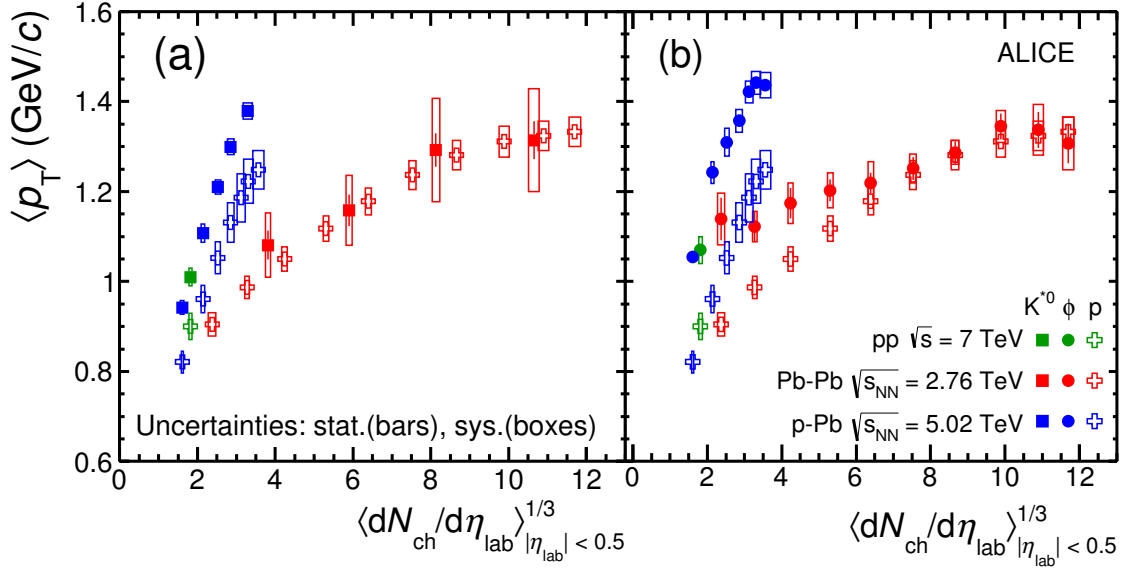 ⟨p_T⟩ (GeV/c)
1.6
1.4
1.2
1
0.8
0.6
(a)
Uncertainties: stat.(bars), sys.(boxes)
0 2 4 6 8 10 12
⟨dN_ch/dη_lab⟩^{1/3}_{|η_lab| < 0.5}
(b)
ALICE
K*0 ϕ p
pp √s = 7 TeV
Pb-Pb √s_NN = 2.76 TeV
p-Pb √s_NN = 5.02 TeV
0 2 4 6 8 10 12
⟨dN_ch/dη_lab⟩^{1/3}_{|η_lab| < 0.5}